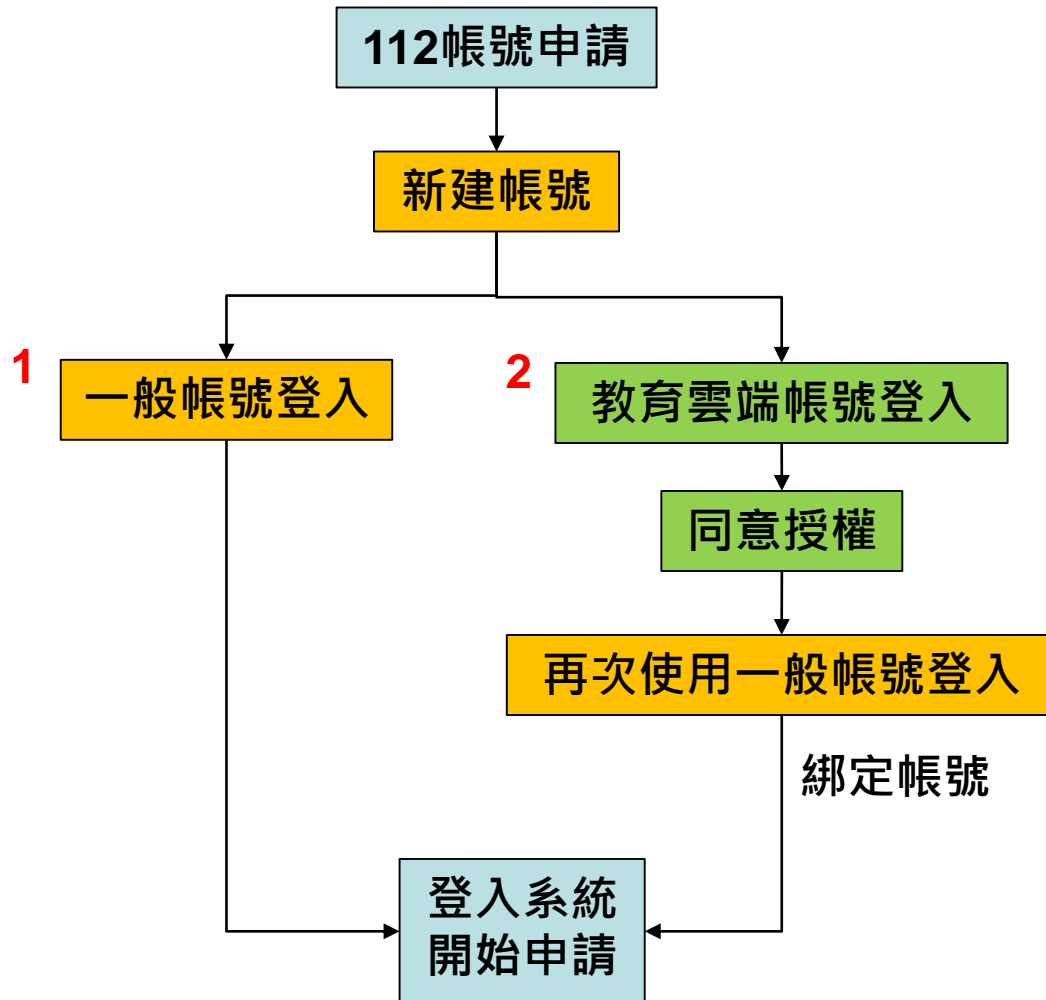 112帳號申請
新建帳號
1
一般帳號登入
2
教育雲端帳號登入
同意授權
再次使用一般帳號登入
綁定帳號
登入系統
開始申請